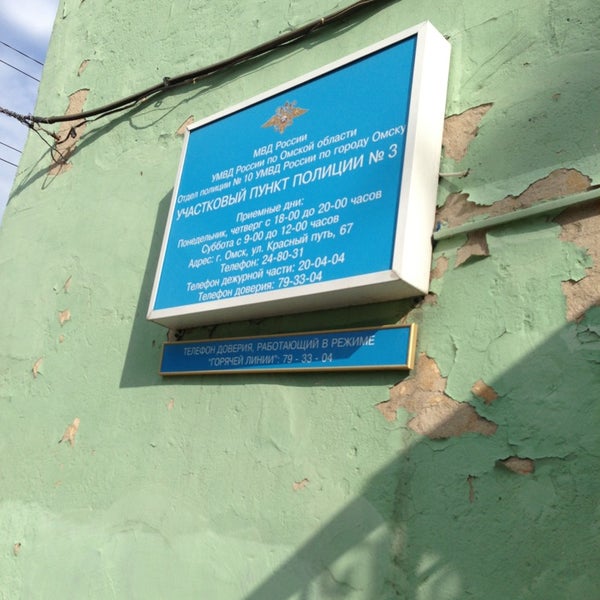 МВД России
УМВД России по Омской области
Отдел полиции № 10 УМВД России по городу Омску
УЧАСТКОВЫЙ ПУНКТ ПОЛИЦИИ № 3
Приемные дни:
Понедельник, четверг с 18-00 до 20-00 часов
Суббота с 9-00 до 12-00 часов
Адрес: г. Омск, ул. Красный путь, 67
Телефон: 24-80-31
Телефон дежурной части: 20-04-04
Телефон доверия: 79-33-04
ТЕЛЕФОН ДОВЕРИЯ, РАБОТАЮЩИЙ В РЕЖИМЕ
"ГОРЯЧЕЙ ЛИНИИ": 79 - 33 - 04